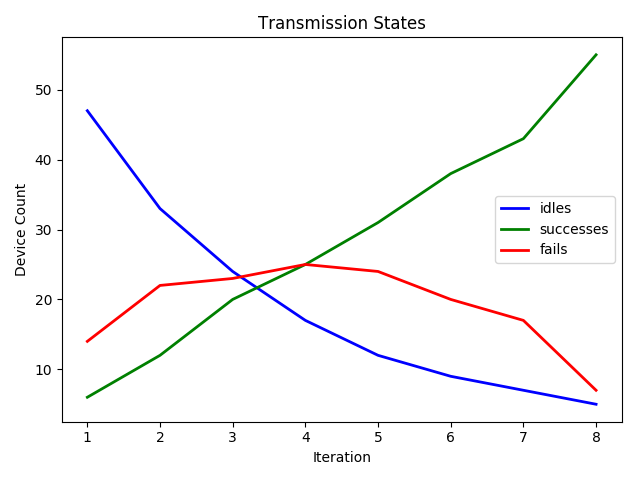 Transmission States
Device Count
50
40
30
20
10
idles
successes
fails
1 2 3 4 5 6 7 8
Iteration